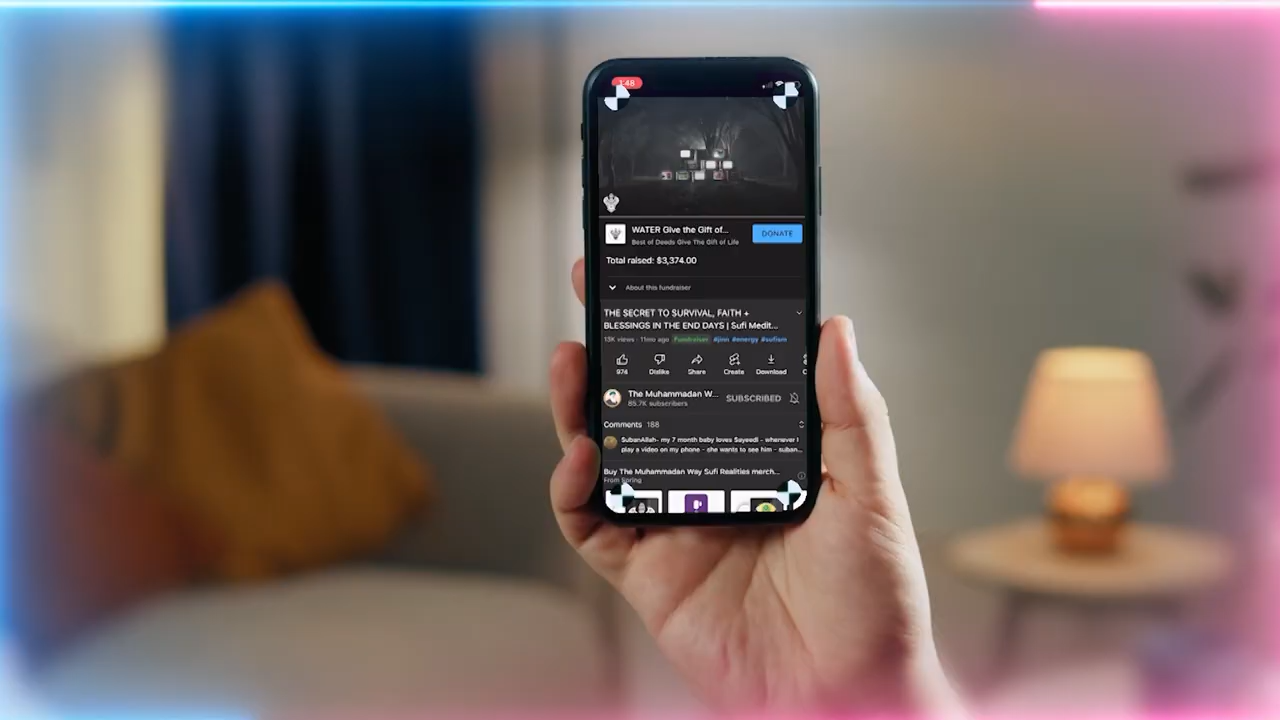 1:48
WATER Give the Gift of...
Best of Deeds Give The Gift of Life
DONATE
Total raised: $3,374.00
About this fundraiser
THE SECRET TO SURVIVAL, FAITH +
BLESSINGS IN THE END DAYS | Sufi Medit...
13K views · 11mo ago Fundraiser #jinn #energy #sufism
974 Dislike Share Create Download
The Muhammadan W...
SUBSCRIBED
85.7K subscribers
Comments 188
SubanAllah- my 7 month baby loves Sayeedi - whenever I
play a video on my phone - she wants to see him - suban...
Buy The Muhammadan Way Sufi Realities merch...
From Spring